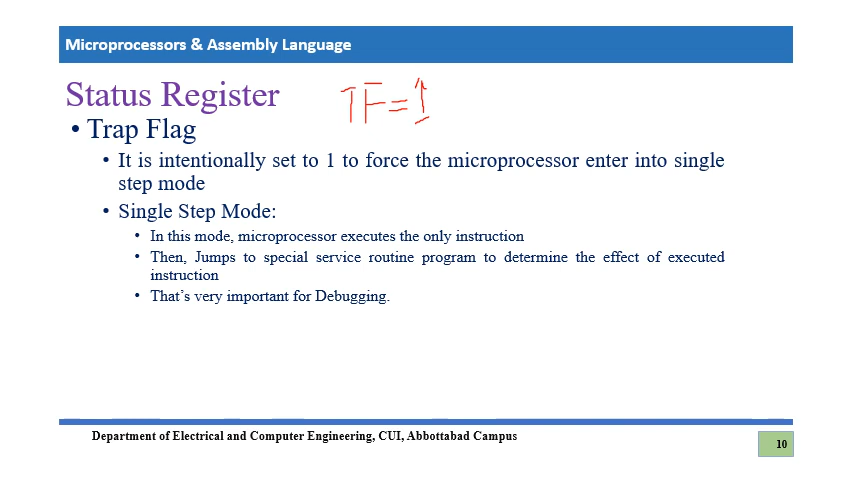 Microprocessors & Assembly Language
Status Register
TF=1
• Trap Flag
• It is intentionally set to 1 to force the microprocessor enter into single
step mode
• Single Step Mode:
• In this mode, microprocessor executes the only instruction
• Then, Jumps to special service routine program to determine the effect of executed
instruction
• That's very important for Debugging.
Department of Electrical and Computer Engineering, CUI, Abbottabad Campus
10